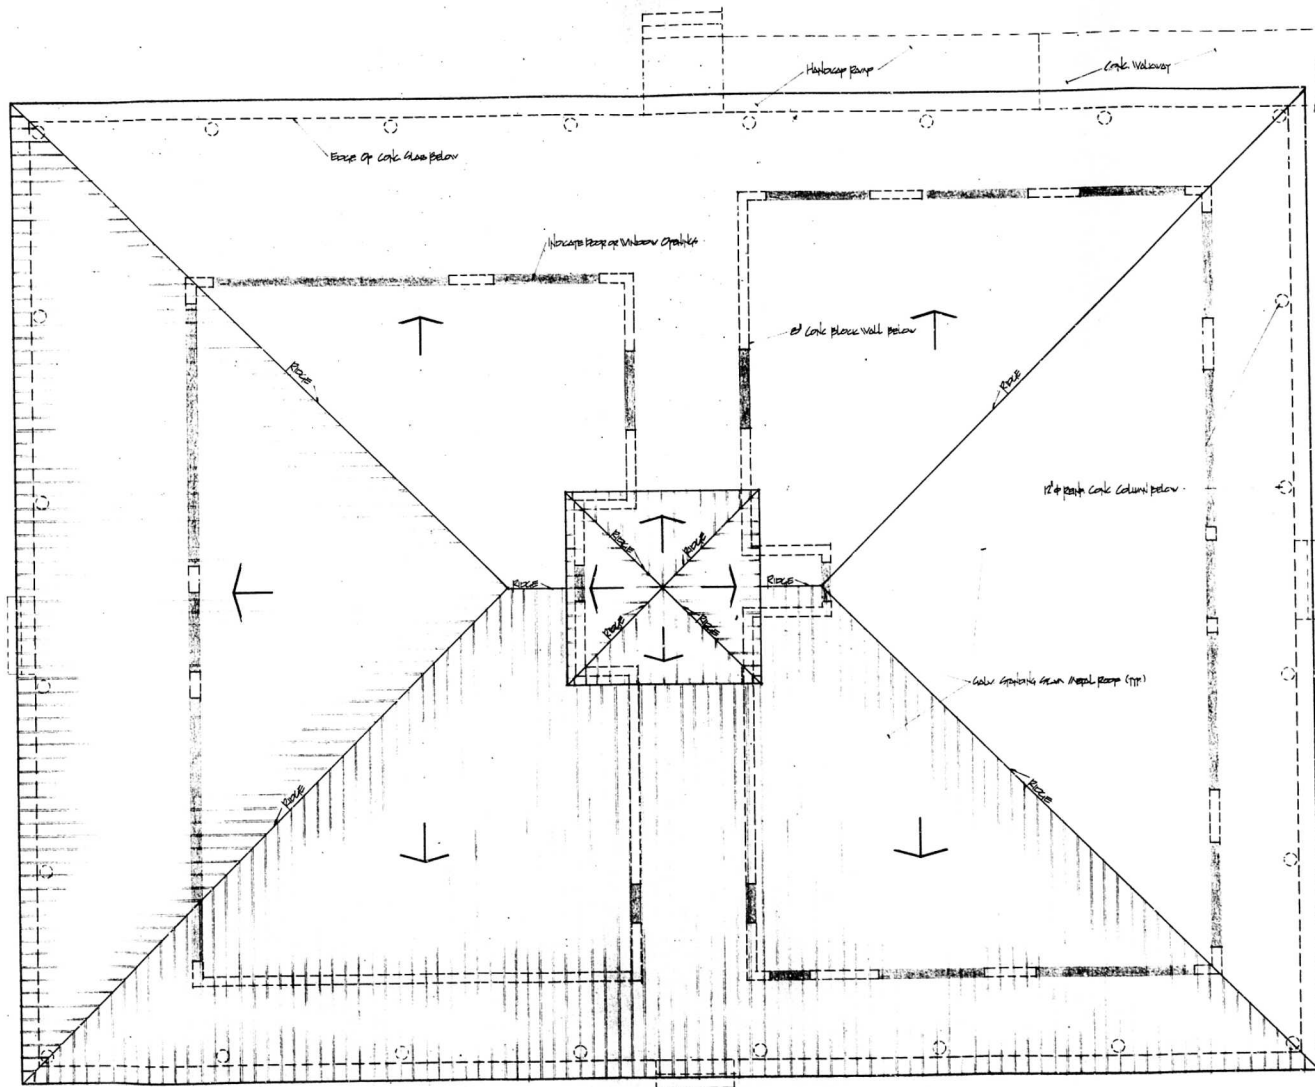 HANDICAP RAMP
CONC. WALKWAY
EDGE OF CONC SLAB BELOW
INDICATE DOOR OR WINDOW OPENINGS
8" CONC BLOCK WALL BELOW
RIDGE
RIDGE
12" ϕ REINF CONC COLUMN BELOW
RIDGE
RIDGE
RIDGE
RIDGE
RIDGE
RIDGE
GALV STANDING SEAM METAL ROOF (TYP.)
RIDGE
RIDGE